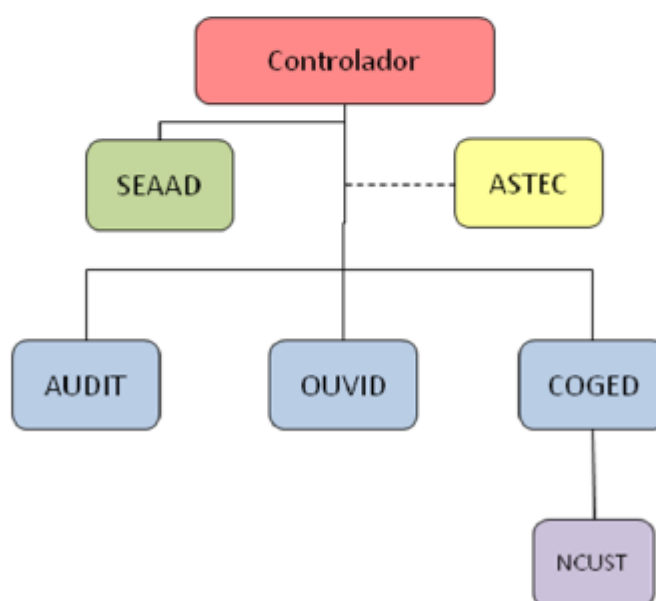 Controlador
SEAAD
ASTEC
AUDIT
OUVID
COGED
NCUST